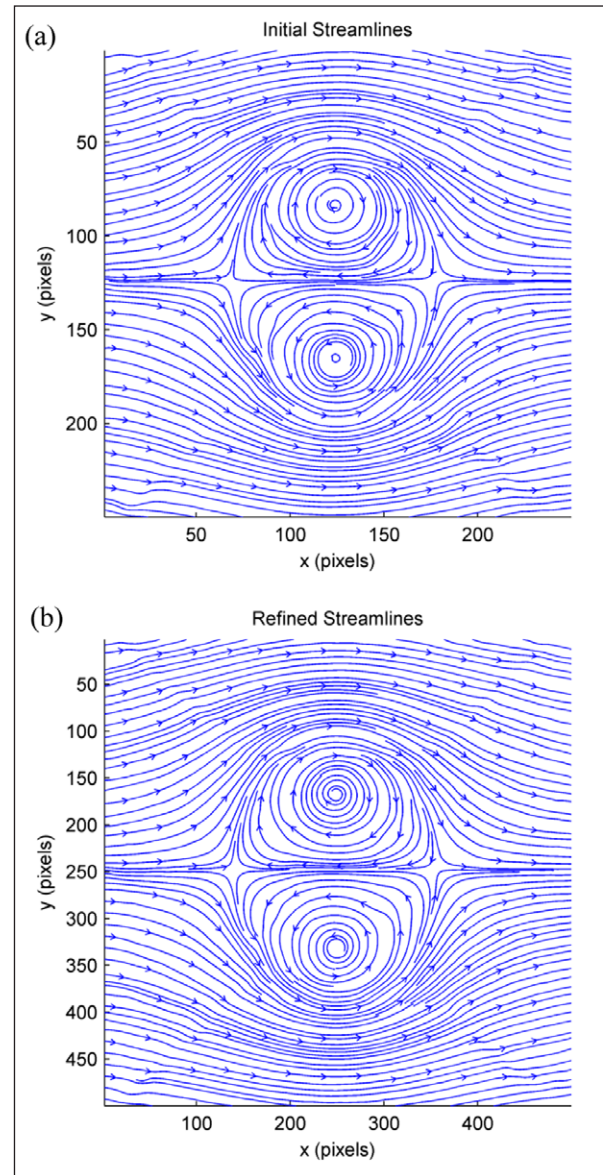 (a)
Initial Streamlines
y (pixels)
50
100
150
200
50 100 150 200
x (pixels)
(b)
Refined Streamlines
y (pixels)
50
100
150
200
250
300
350
400
450
100 200 300 400
x (pixels)